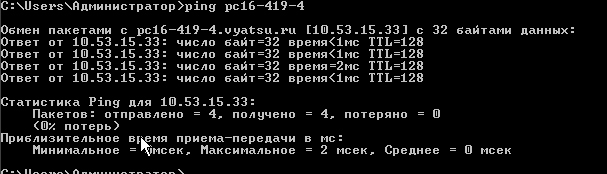 C:\Users\Администратор>ping pc16-419-4
Обмен пакетами с pc16-419-4.vyatsu.ru [10.53.15.33] с 32 байтами данных:
Ответ от 10.53.15.33: число байт=32 время<1мс TTL=128
Ответ от 10.53.15.33: число байт=32 время<1мс TTL=128
Ответ от 10.53.15.33: число байт=32 время=2мс TTL=128
Ответ от 10.53.15.33: число байт=32 время<1мс TTL=128
Статистика Ping для 10.53.15.33:
Пакетов: отправлено = 4, получено = 4, потеряно = 0
(0% потерь)
Приблизительное время приема-передачи в мс:
Минимальное = мсек, Максимальное = 2 мсек, Среднее = 0 мсек
C:\Users\Администратор>